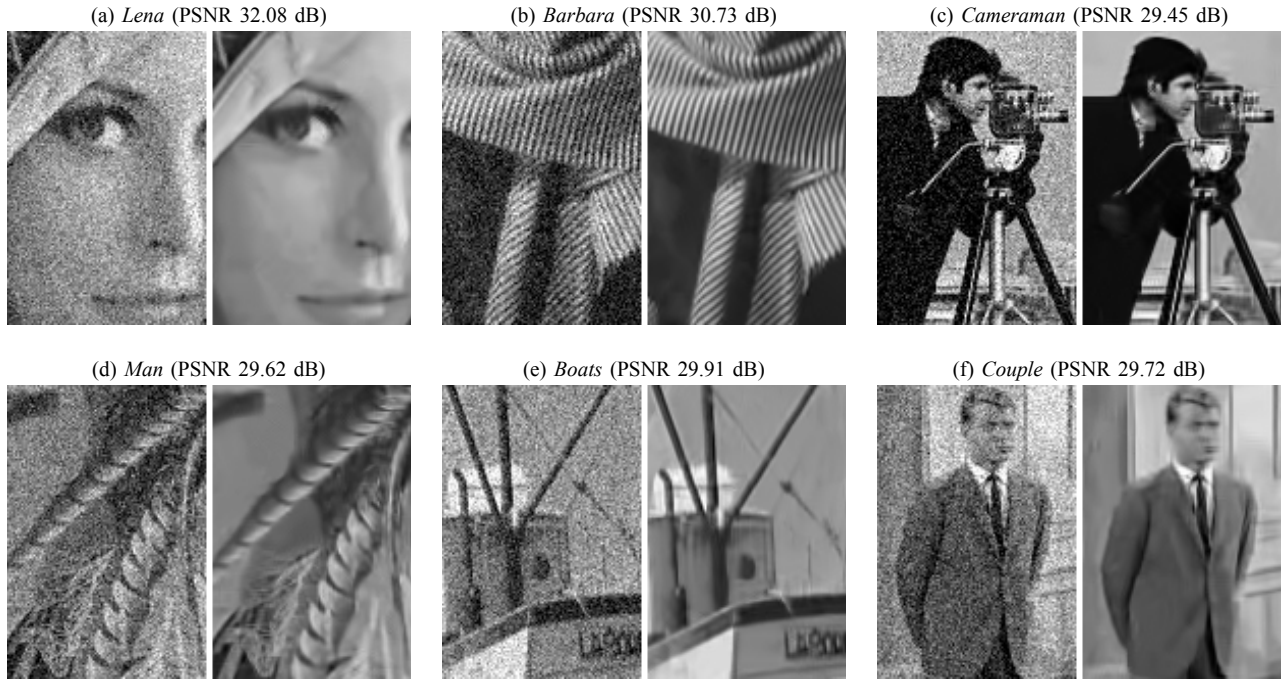 (a) Lena (PSNR 32.08 dB)
(b) Barbara (PSNR 30.73 dB)
(c) Cameraman (PSNR 29.45 dB)
(d) Man (PSNR 29.62 dB)
(e) Boats (PSNR 29.91 dB)
(f) Couple (PSNR 29.72 dB)